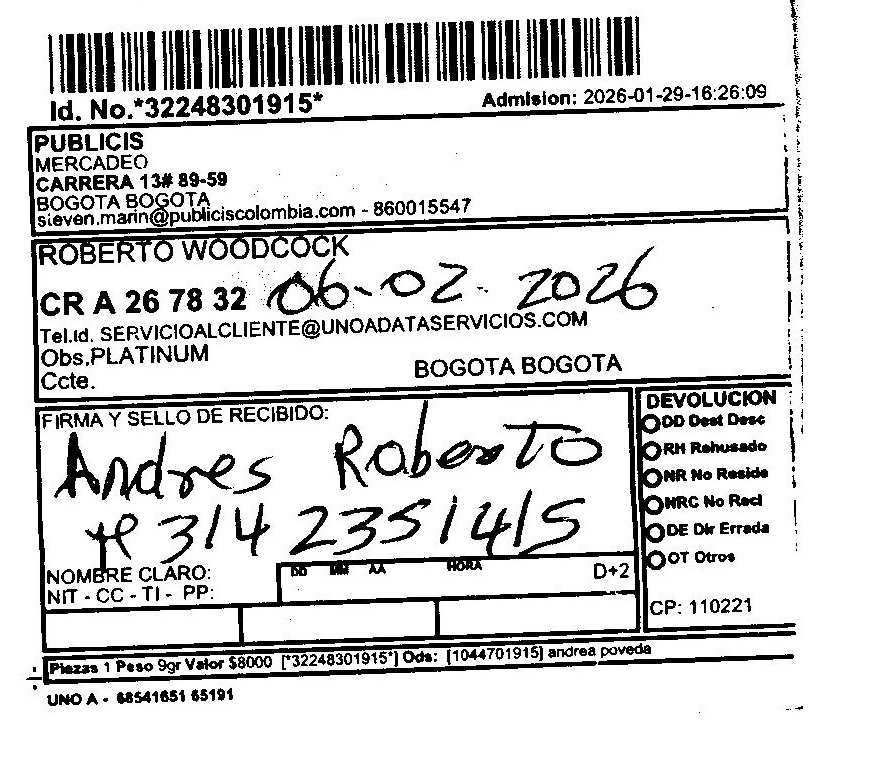 Id. No.*32248301915*
Admision: 2026-01-29-16:26:09
PUBLICIS
MERCADEO
CARRERA 13# 89-59
BOGOTA BOGOTA
sieven.marin@publiciscolombia.com - 860015547
ROBERTO WOODCOCK
CR A 26 78 32 06-02-2026
Tel.Id. SERVICIOALCLIENTE@UNOADATASERVICIOS.COM
Obs.PLATINUM
Ccte.
BOGOTA BOGOTA
FIRMA Y SELLO DE RECIBIDO:
Andres Roberto
314 2351415
NOMBRE CLARO:
NIT - CC - TI - PP:
DD MM AA HORA
D+2
DEVOLUCION
DD Dest Desc
RH Rehusado
NR No Reside
NRC No Recl
DE Dir Errada
OT Otros
CP: 110221
Piezas 1 Peso 9gr Valor $8000 [*32248301915*] Ods: [1044701915] andrea poveda
UNO A - 68541651 65191